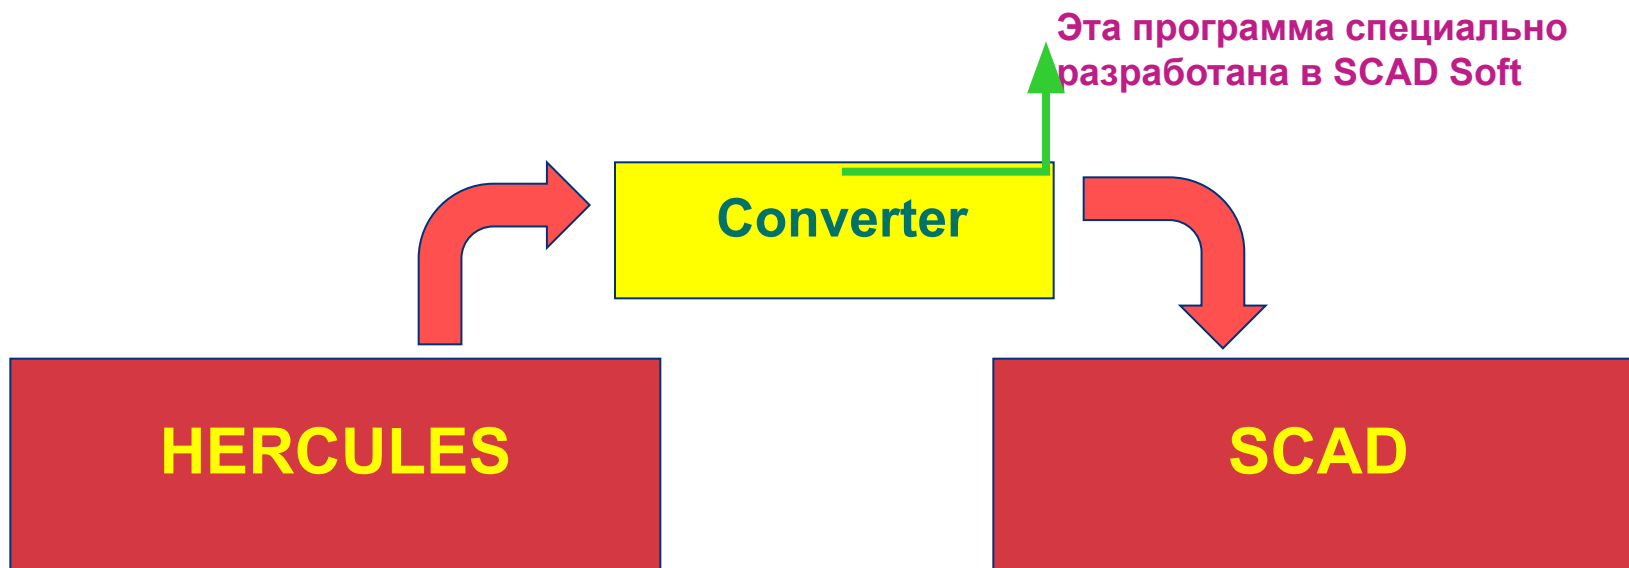 Эта программа специально
разработана в SCAD Soft
Converter
HERCULES
SCAD